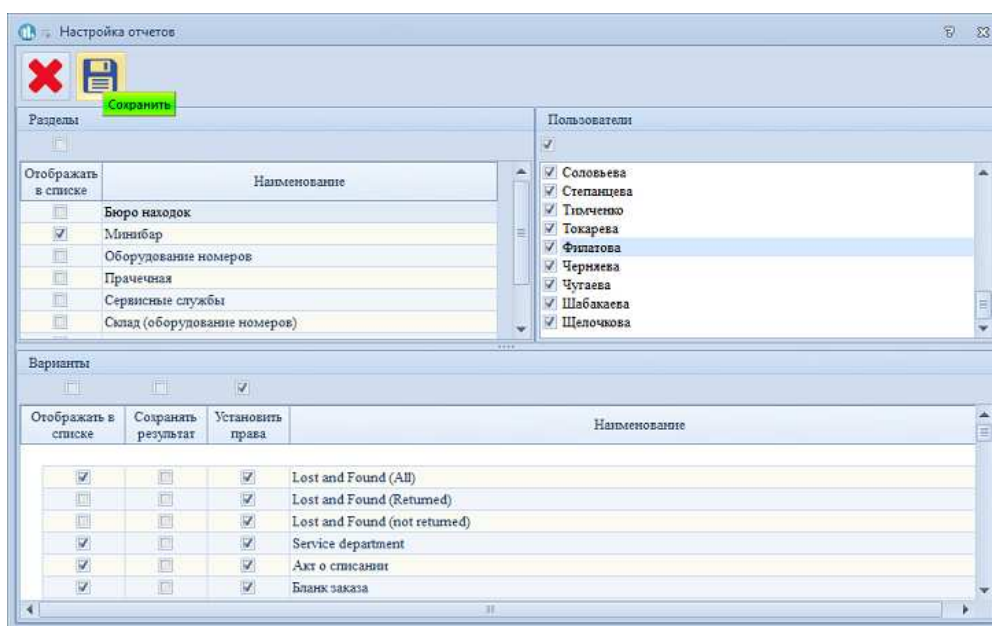 Настройка отчетов
Сохранить
Разделы
Отображать в списке
Наименование
Бюро находок
Минибар
Оборудование номеров
Прачечная
Сервисные службы
Склад (оборудование номеров)
Пользователи
Соловьева
Степанцева
Тимченко
Токарева
Филатова
Черняева
Чугаева
Шабакаева
Щелочкова
Варианты
Отображать в списке
Сохранять результат
Установить права
Наименование
Lost and Found (All)
Lost and Found (Returned)
Lost and Found (not returned)
Service department
Акт о списании
Бланк заказа